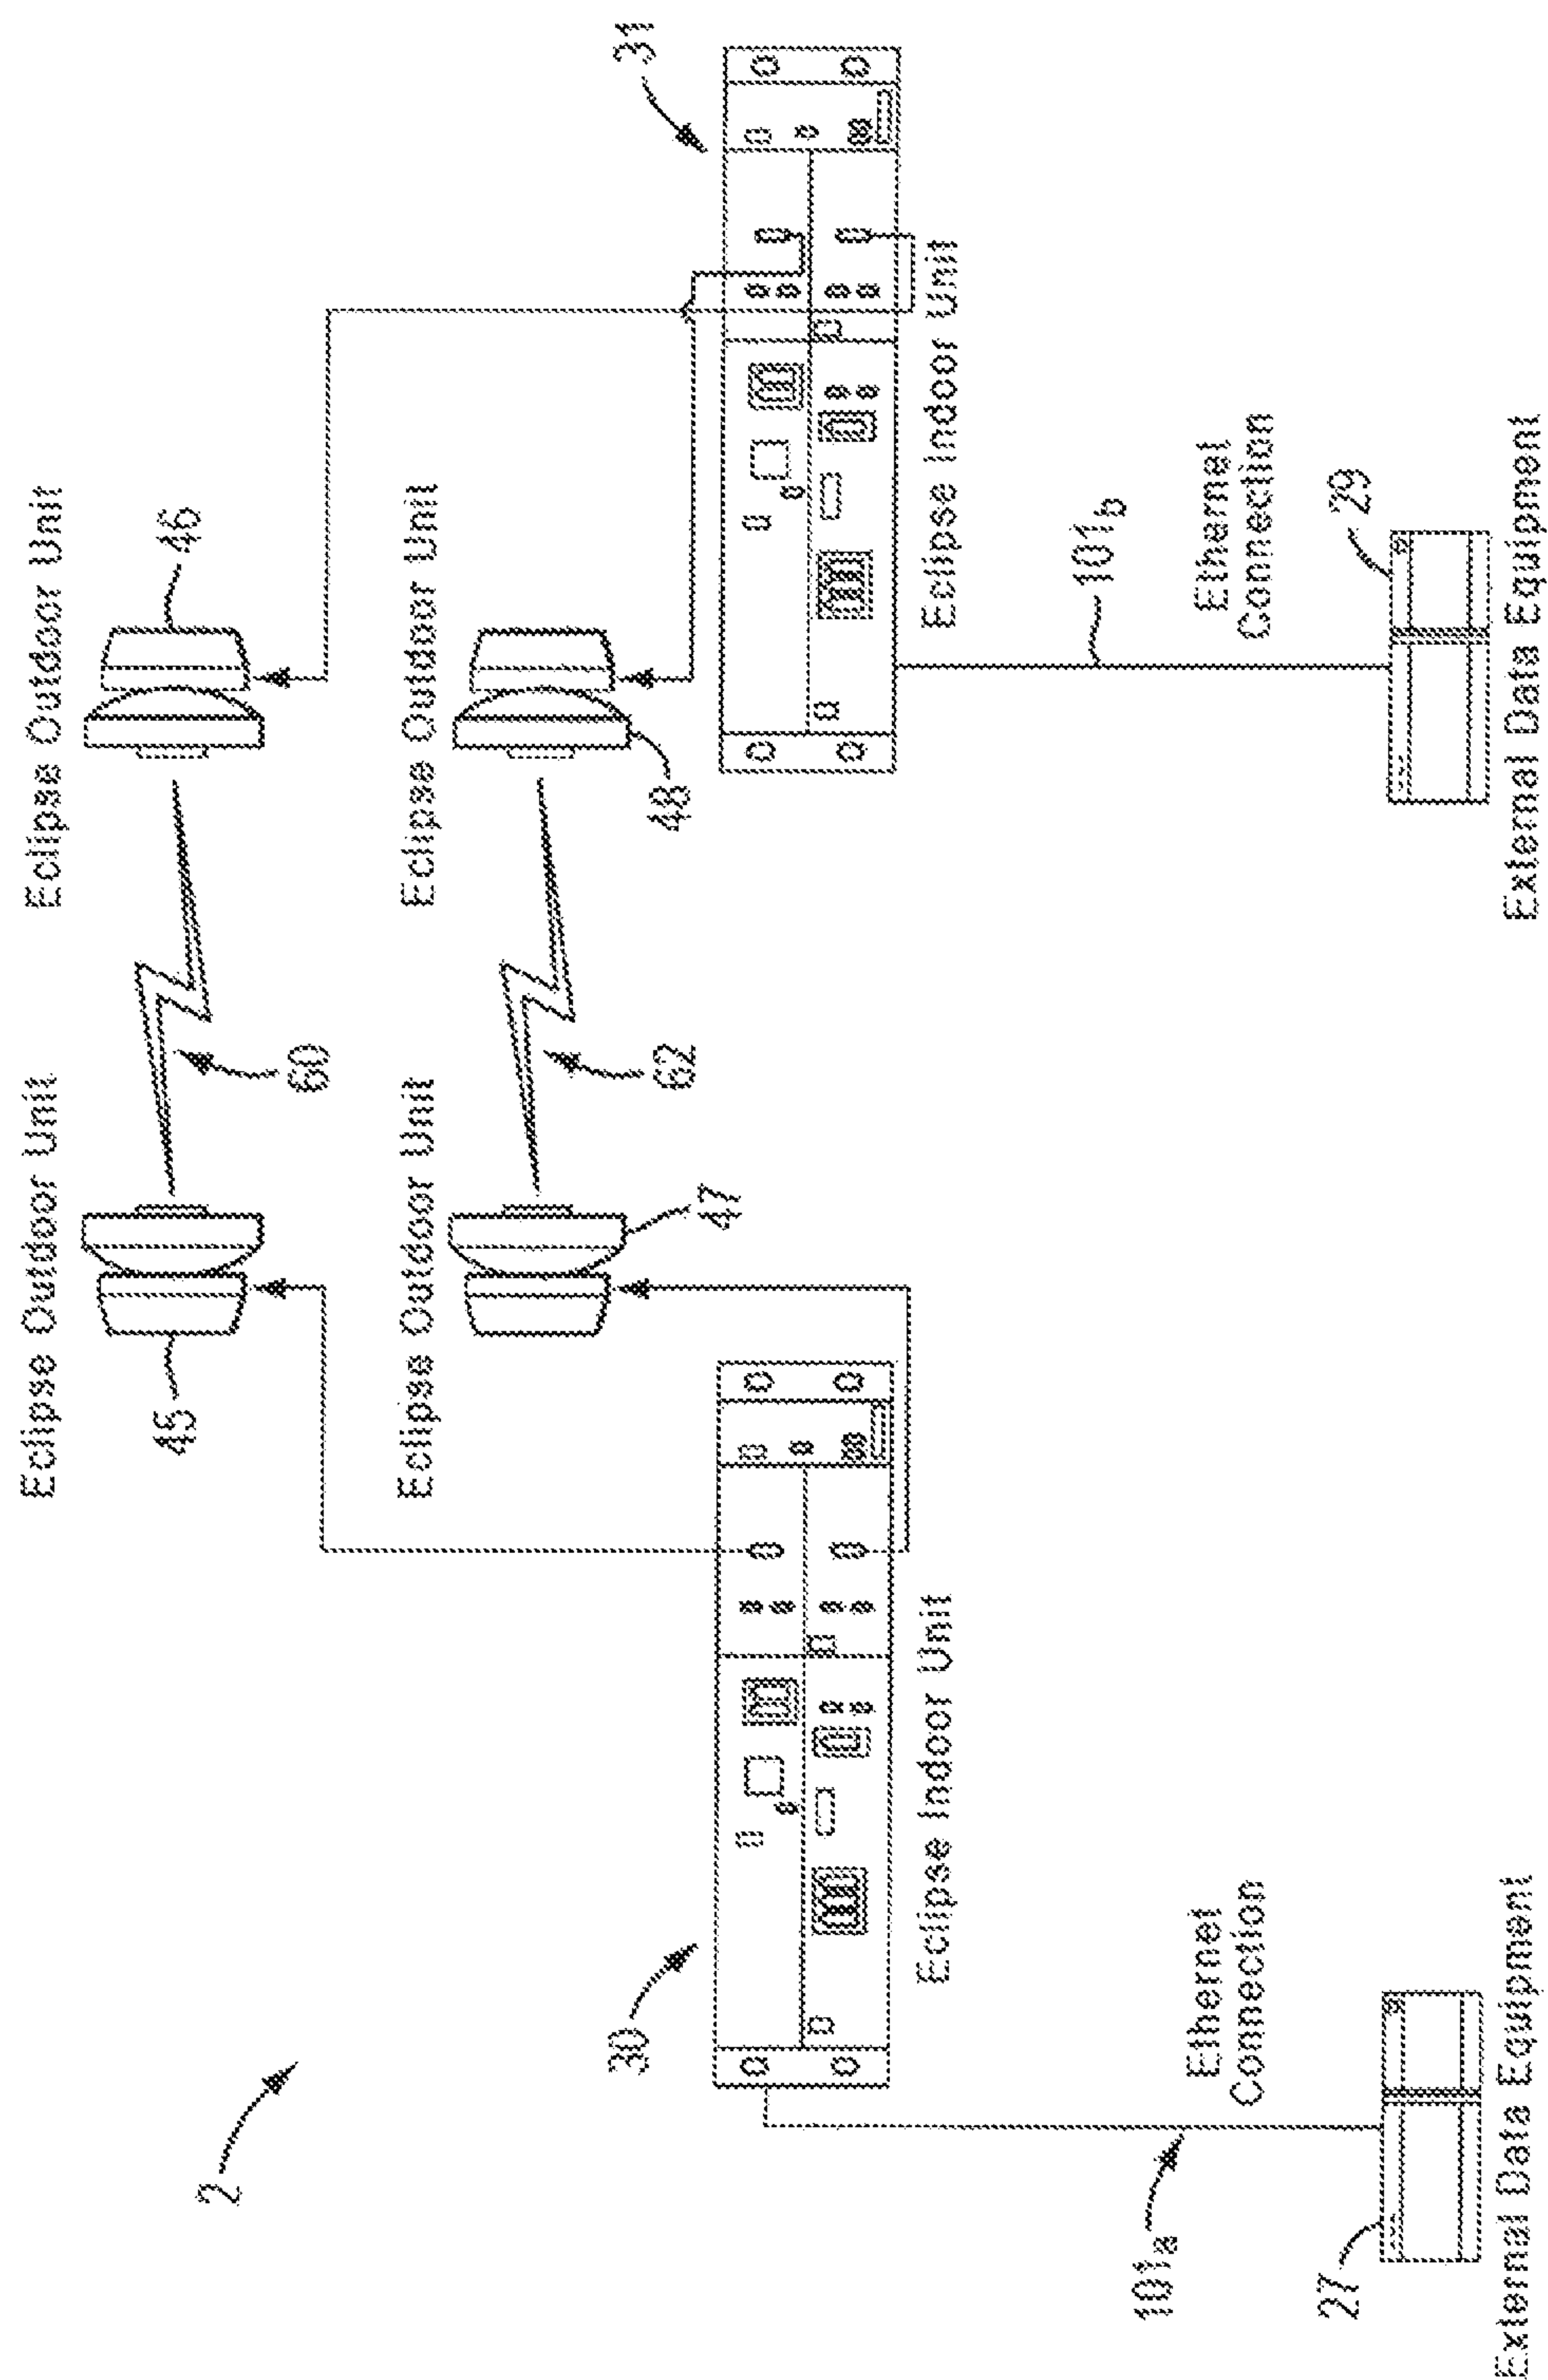 Eclipse Outdoor Unit
Eclipse Outdoor Unit
45
46
60
Eclipse Outdoor Unit
Eclipse Outdoor Unit
47
48
62
2
30
31
Eclipse Indoor Unit
Eclipse Indoor Unit
101a
101b
Ethernet
Connection
Ethernet
Connection
27
29
External Data Equipment
External Data Equipment